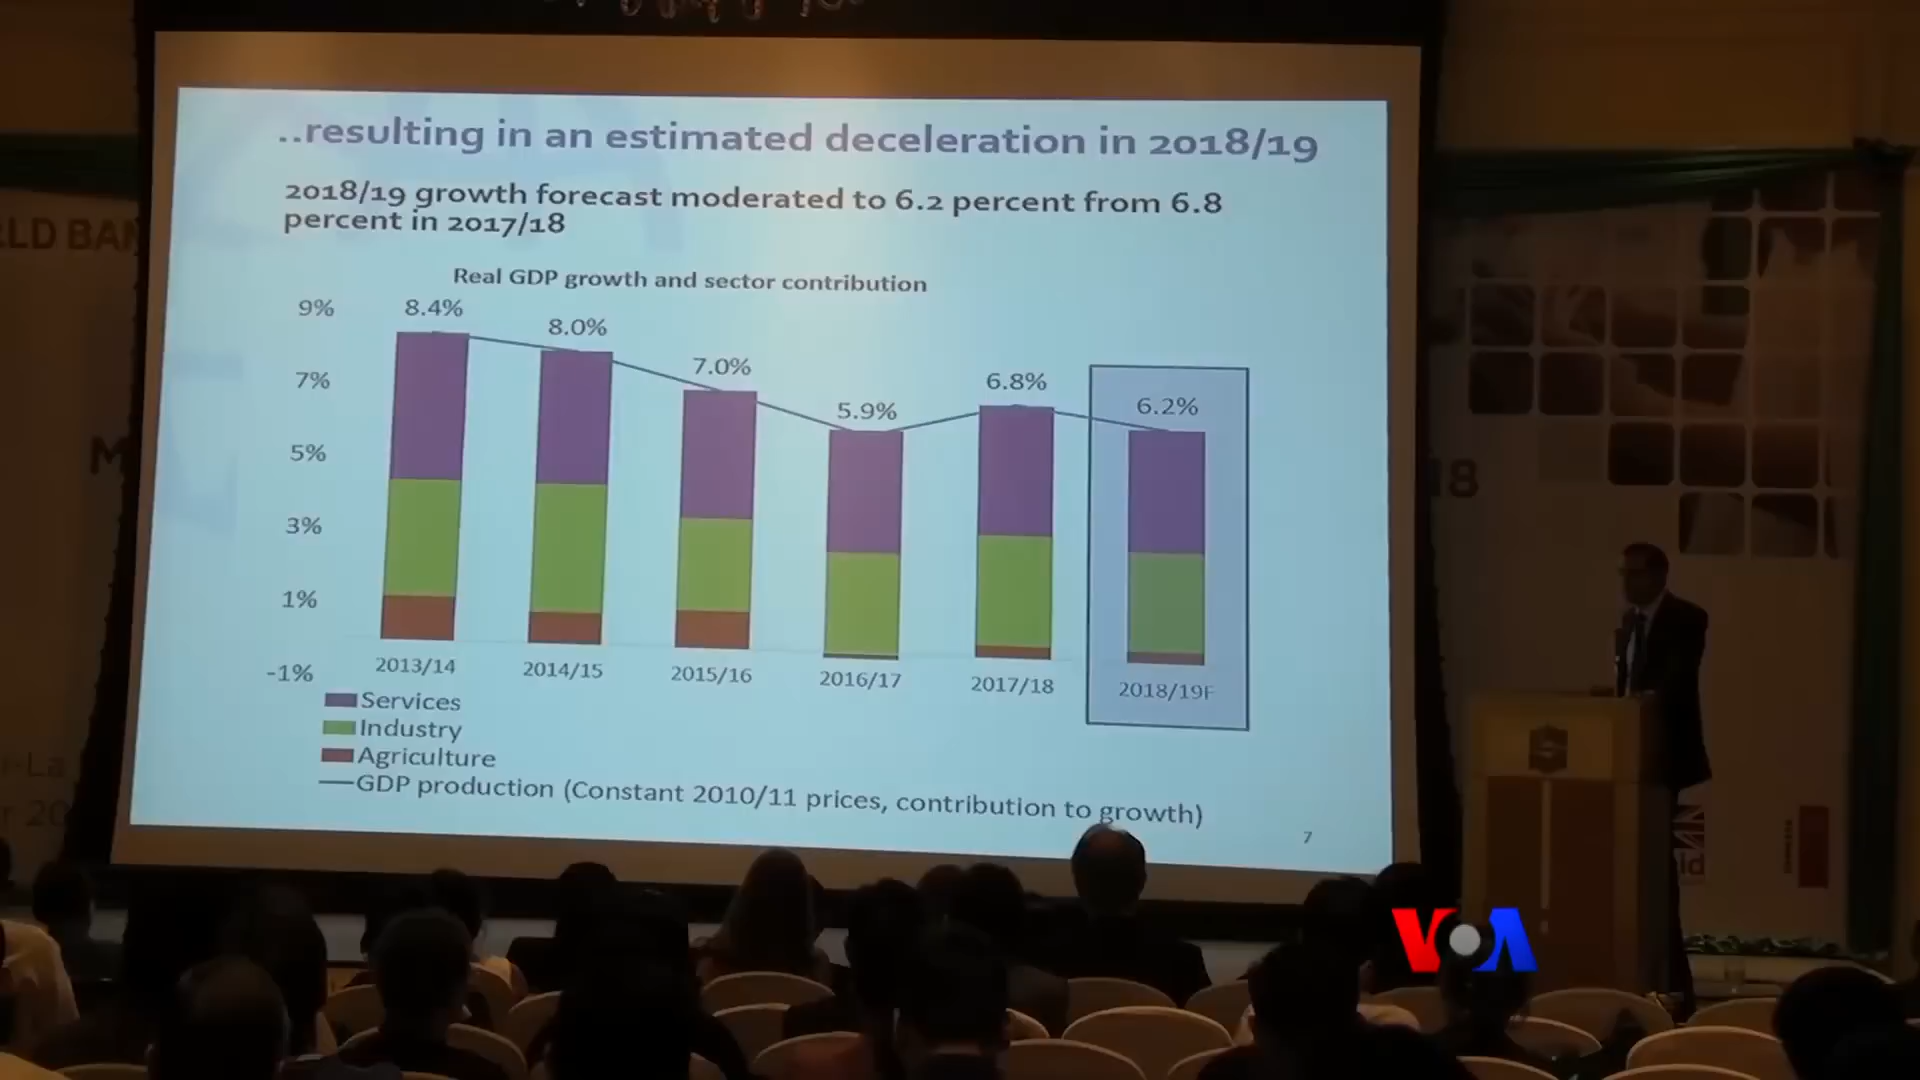 ..resulting in an estimated deceleration in 2018/19
2018/19 growth forecast moderated to 6.2 percent from 6.8
percent in 2017/18
Real GDP growth and sector contribution
9%
7%
5%
3%
1%
-1%
8.4%
8.0%
7.0%
5.9%
6.8%
6.2%
2013/14
2014/15
2015/16
2016/17
2017/18
2018/19F
Services
Industry
Agriculture
GDP production (Constant 2010/11 prices, contribution to growth)
7
VOA